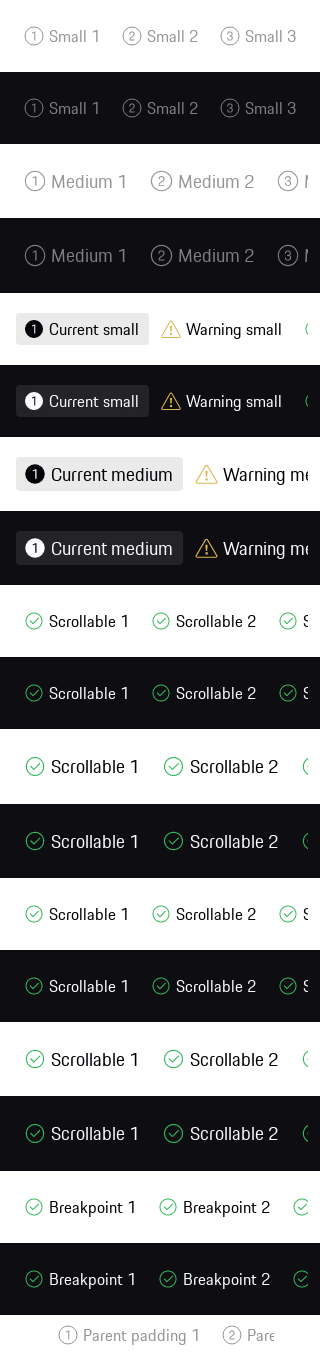 1 Small 1 2 Small 2 3 Small 3
1 Small 1 2 Small 2 3 Small 3
1 Medium 1 2 Medium 2 3
1 Medium 1 2 Medium 2 3
1 Current small Warning small
1 Current small Warning small
1 Current medium Warning me
1 Current medium Warning me
Scrollable 1 Scrollable 2 S
Scrollable 1 Scrollable 2 S
Scrollable 1 Scrollable 2
Scrollable 1 Scrollable 2
Scrollable 1 Scrollable 2 S
Scrollable 1 Scrollable 2 S
Scrollable 1 Scrollable 2
Scrollable 1 Scrollable 2
Breakpoint 1 Breakpoint 2
Breakpoint 1 Breakpoint 2
1 Parent padding 1 2 Pare